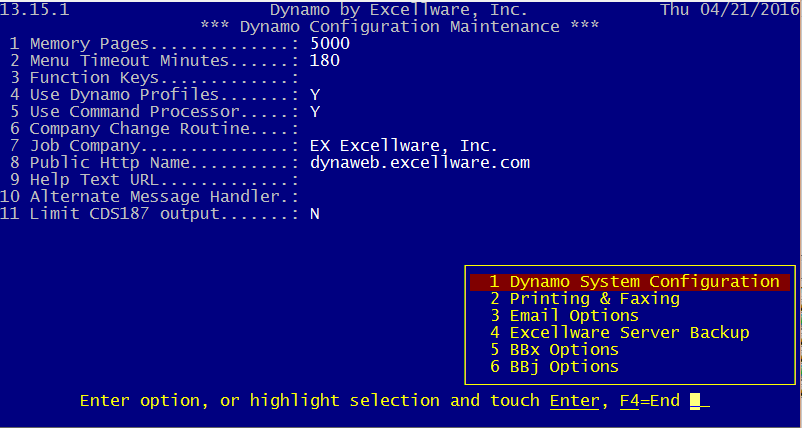 13.15.1 Dynamo by Excellware, Inc. Thu 04/21/2016
*** Dynamo Configuration Maintenance ***
1 Memory Pages..............: 5000
2 Menu Timeout Minutes......: 180
3 Function Keys.............:
4 Use Dynamo Profiles.......: Y
5 Use Command Processor.....: Y
6 Company Change Routine....:
7 Job Company...............: EX Excellware, Inc.
8 Public Http Name..........: dynaweb.excellware.com
9 Help Text URL.............:
10 Alternate Message Handler.:
11 Limit CDS187 output.......: N
1 Dynamo System Configuration
2 Printing & Faxing
3 Email Options
4 Excellware Server Backup
5 BBx Options
6 BBj Options
Enter option, or highlight selection and touch Enter, F4=End _